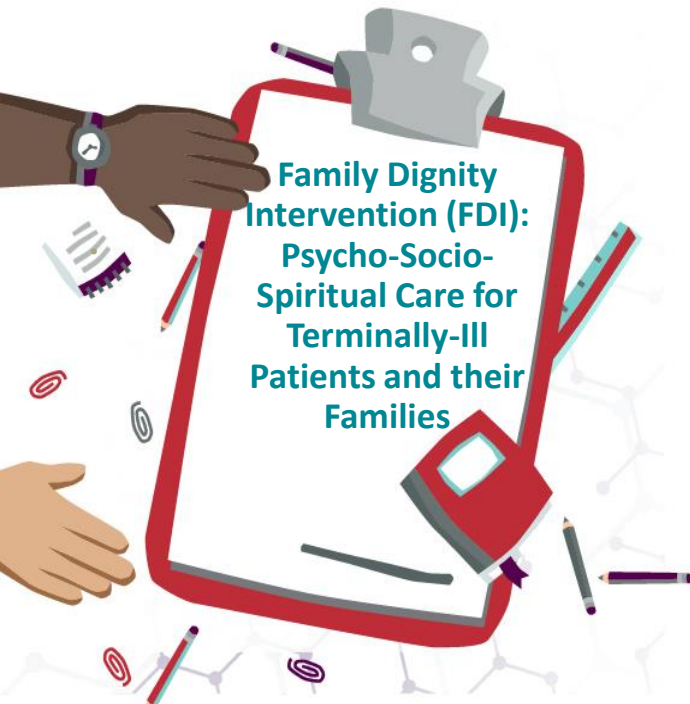 Family Dignity
Intervention (FDI):
Psycho-Socio-
Spiritual Care for
Terminally-Ill
Patients and their
Families